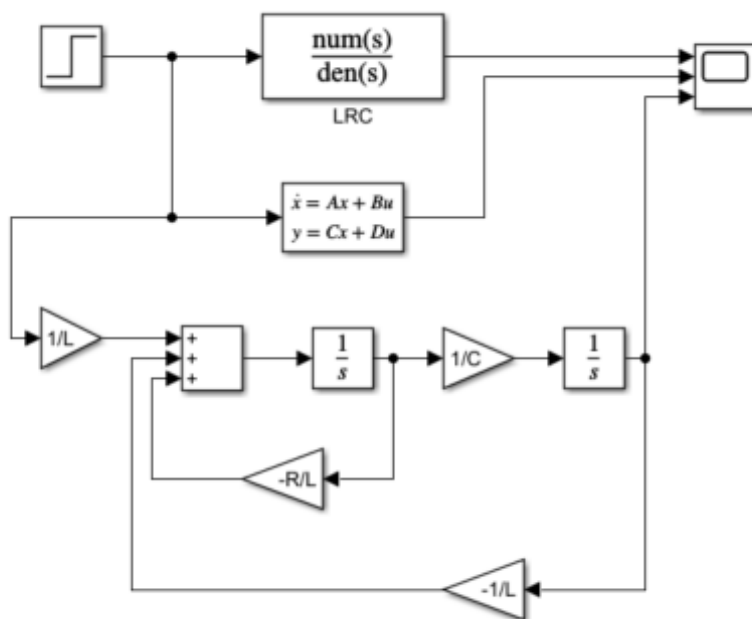 num(s)
den(s)
LRC
ẋ = Ax + Bu
y = Cx + Du
1/L
+
+
+
1
s
1/C
1
s
-R/L
-1/L